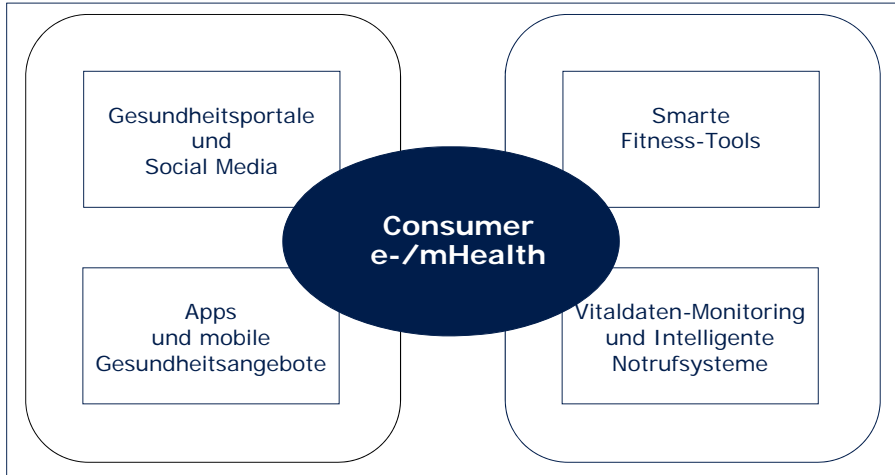 Gesundheitsportale
und
Social Media
Smarte
Fitness-Tools
Consumer
e-/mHealth
Apps
und mobile
Gesundheitsangebote
Vitaldaten-Monitoring
und Intelligente
Notrufsysteme